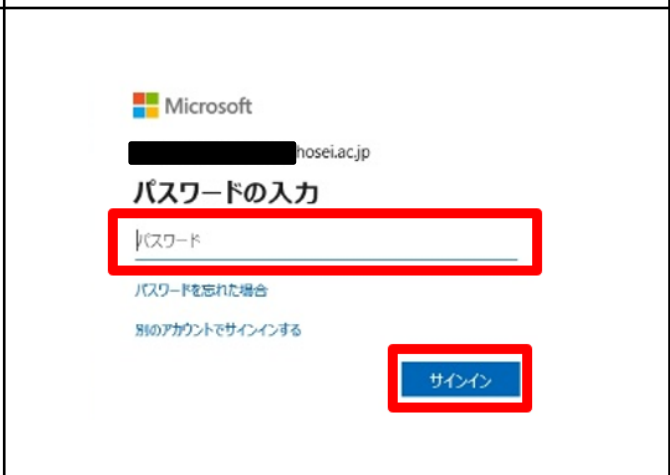 Microsoft
hosei.ac.jp
パスワードの入力
パスワード
パスワードを忘れた場合
別のアカウントでサインインする
サインイン